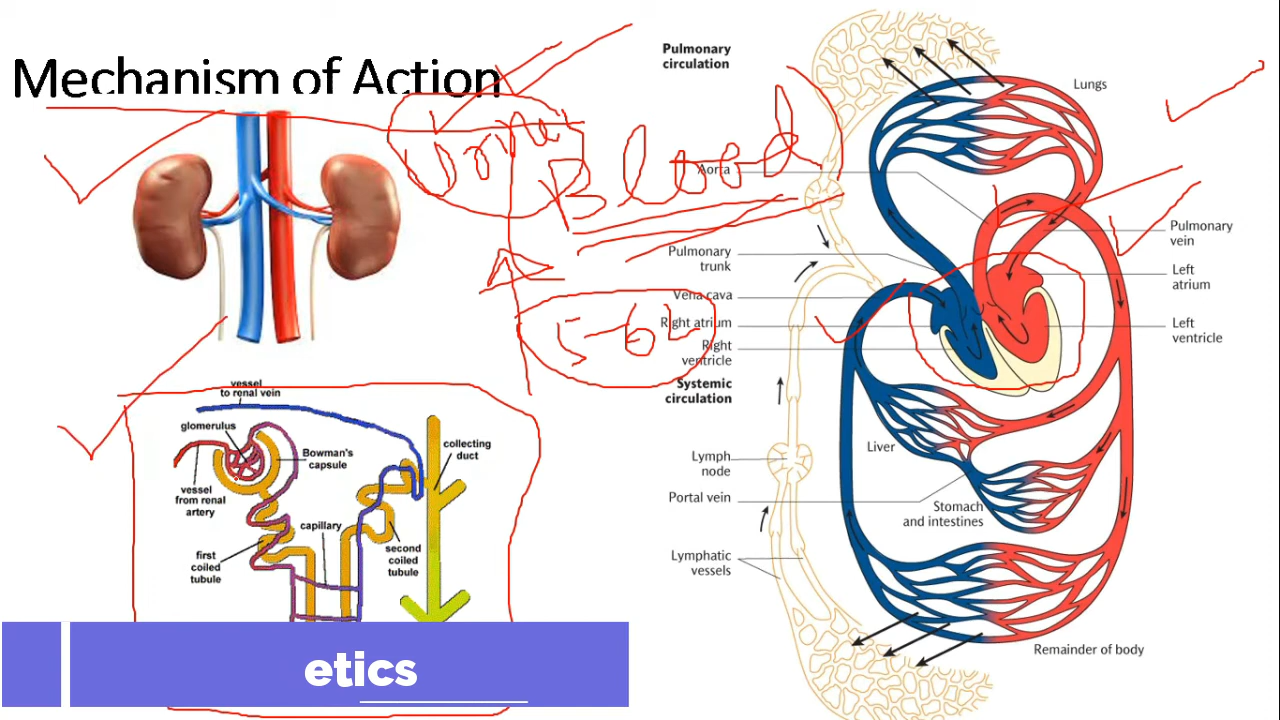 Mechanism of Action
Urine
Blood
5-60
vessel
to renal vein
glomerulus
Bowman's
capsule
collecting
duct
vessel
from renal
artery
capillary
first
coiled
tubule
second
coiled
tubule
etics
Pulmonary
circulation
Lungs
Aorta
Pulmonary
vein
Pulmonary
trunk
Left
atrium
Vena cava
Right atrium
Left
ventricle
Right
ventricle
Systemic
circulation
Liver
Lymph
node
Portal vein
Stomach
and intestines
Lymphatic
vessels
Remainder of body